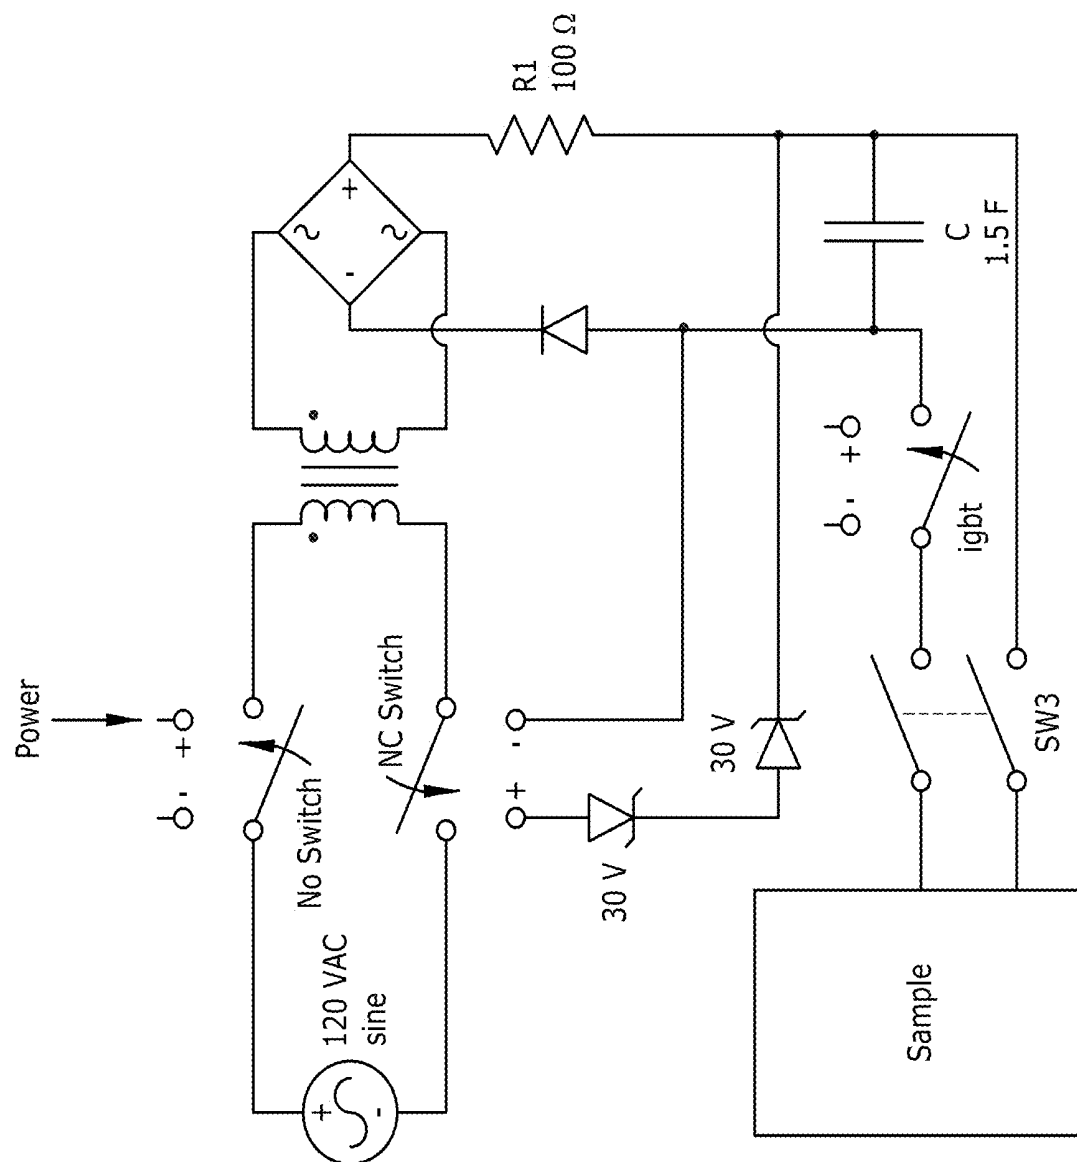 Power
- +
No Switch
NC Switch
+ -
120 VAC
sine
+
-
+
-
R1
100 Ω
30 V
30 V
C
1.5 F
- +
igbt
SW3
Sample